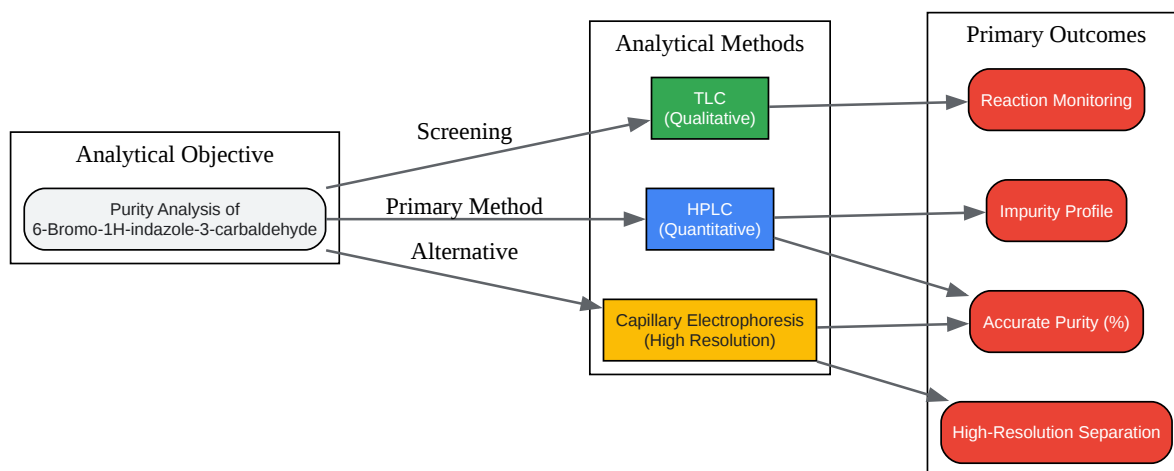 Analytical Objective
Purity Analysis of
6-Bromo-1H-indazole-3-carbaldehyde
Screening
Primary Method
Alternative
Analytical Methods
TLC
(Qualitative)
HPLC
(Quantitative)
Capillary Electrophoresis
(High Resolution)
Primary Outcomes
Reaction Monitoring
Impurity Profile
Accurate Purity (%)
High-Resolution Separation